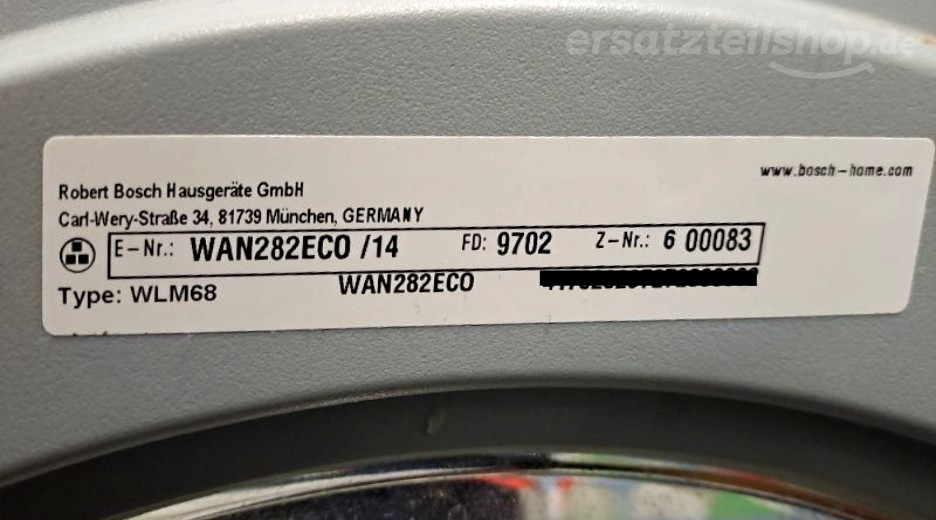 ersatzteilshop.de
www.bosch-home.com
Robert Bosch Hausgeräte GmbH
Carl-Wery-Straße 34, 81739 München, GERMANY
E-Nr.: WAN282ECO /14 FD: 9702 Z-Nr.: 6 00083
Type: WLM68 WAN282ECO